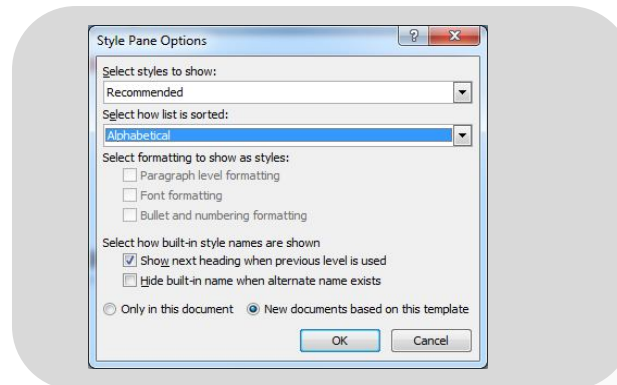 Style Pane Options
Select styles to show:
Recommended
Select how list is sorted:
Alphabetical
Select formatting to show as styles:
Paragraph level formatting
Font formatting
Bullet and numbering formatting
Select how built-in style names are shown
Show next heading when previous level is used
Hide built-in name when alternate name exists
Only in this document New documents based on this template
OK Cancel